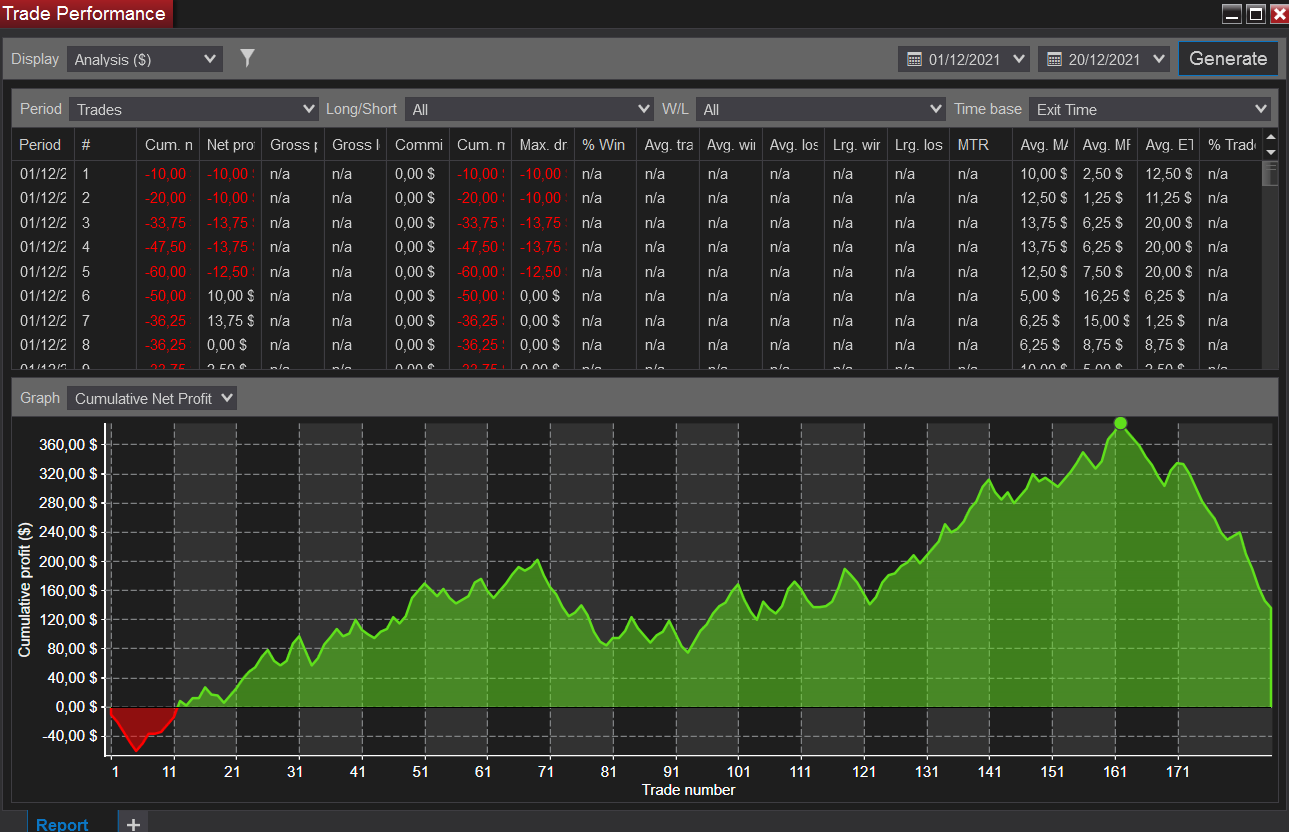 Trade Performance
Display Analysis ($) 01/12/2021 20/12/2021 Generate
Period Trades Long/Short All W/L All Time base Exit Time
Period # Cum. n Net pro Gross p Gross l Commi Cum. n Max. dr % Win Avg. tra Avg. wi Avg. los Lrg. wir Lrg. los MTR Avg. MA Avg. MF Avg. ET % Trad
01/12/2 1 -10,00 -10,00 n/a n/a 0,00 $ -10,00 -10,00 n/a n/a n/a n/a n/a n/a n/a 10,00 $ 2,50 $ 12,50 $ n/a
01/12/2 2 -20,00 -10,00 n/a n/a 0,00 $ -20,00 -10,00 n/a n/a n/a n/a n/a n/a n/a 12,50 $ 1,25 $ 11,25 $ n/a
01/12/2 3 -33,75 -13,75 n/a n/a 0,00 $ -33,75 -13,75 n/a n/a n/a n/a n/a n/a n/a 13,75 $ 6,25 $ 20,00 $ n/a
01/12/2 4 -47,50 -13,75 n/a n/a 0,00 $ -47,50 -13,75 n/a n/a n/a n/a n/a n/a n/a 13,75 $ 6,25 $ 20,00 $ n/a
01/12/2 5 -60,00 -12,50 n/a n/a 0,00 $ -60,00 -12,50 n/a n/a n/a n/a n/a n/a n/a 12,50 $ 7,50 $ 20,00 $ n/a
01/12/2 6 -50,00 10,00 $ n/a n/a 0,00 $ -50,00 0,00 $ n/a n/a n/a n/a n/a n/a n/a 5,00 $ 16,25 $ 6,25 $ n/a
01/12/2 7 -36,25 13,75 $ n/a n/a 0,00 $ -36,25 0,00 $ n/a n/a n/a n/a n/a n/a n/a 6,25 $ 15,00 $ 1,25 $ n/a
01/12/2 8 -36,25 0,00 $ n/a n/a 0,00 $ -36,25 0,00 $ n/a n/a n/a n/a n/a n/a n/a 6,25 $ 8,75 $ 8,75 $ n/a
Graph Cumulative Net Profit
Cumulative profit ($)
360,00 $
320,00 $
280,00 $
240,00 $
200,00 $
160,00 $
120,00 $
80,00 $
40,00 $
0,00 $
-40,00 $
1 11 21 31 41 51 61 71 81 91 101 111 121 131 141 151 161 171
Trade number
Report +